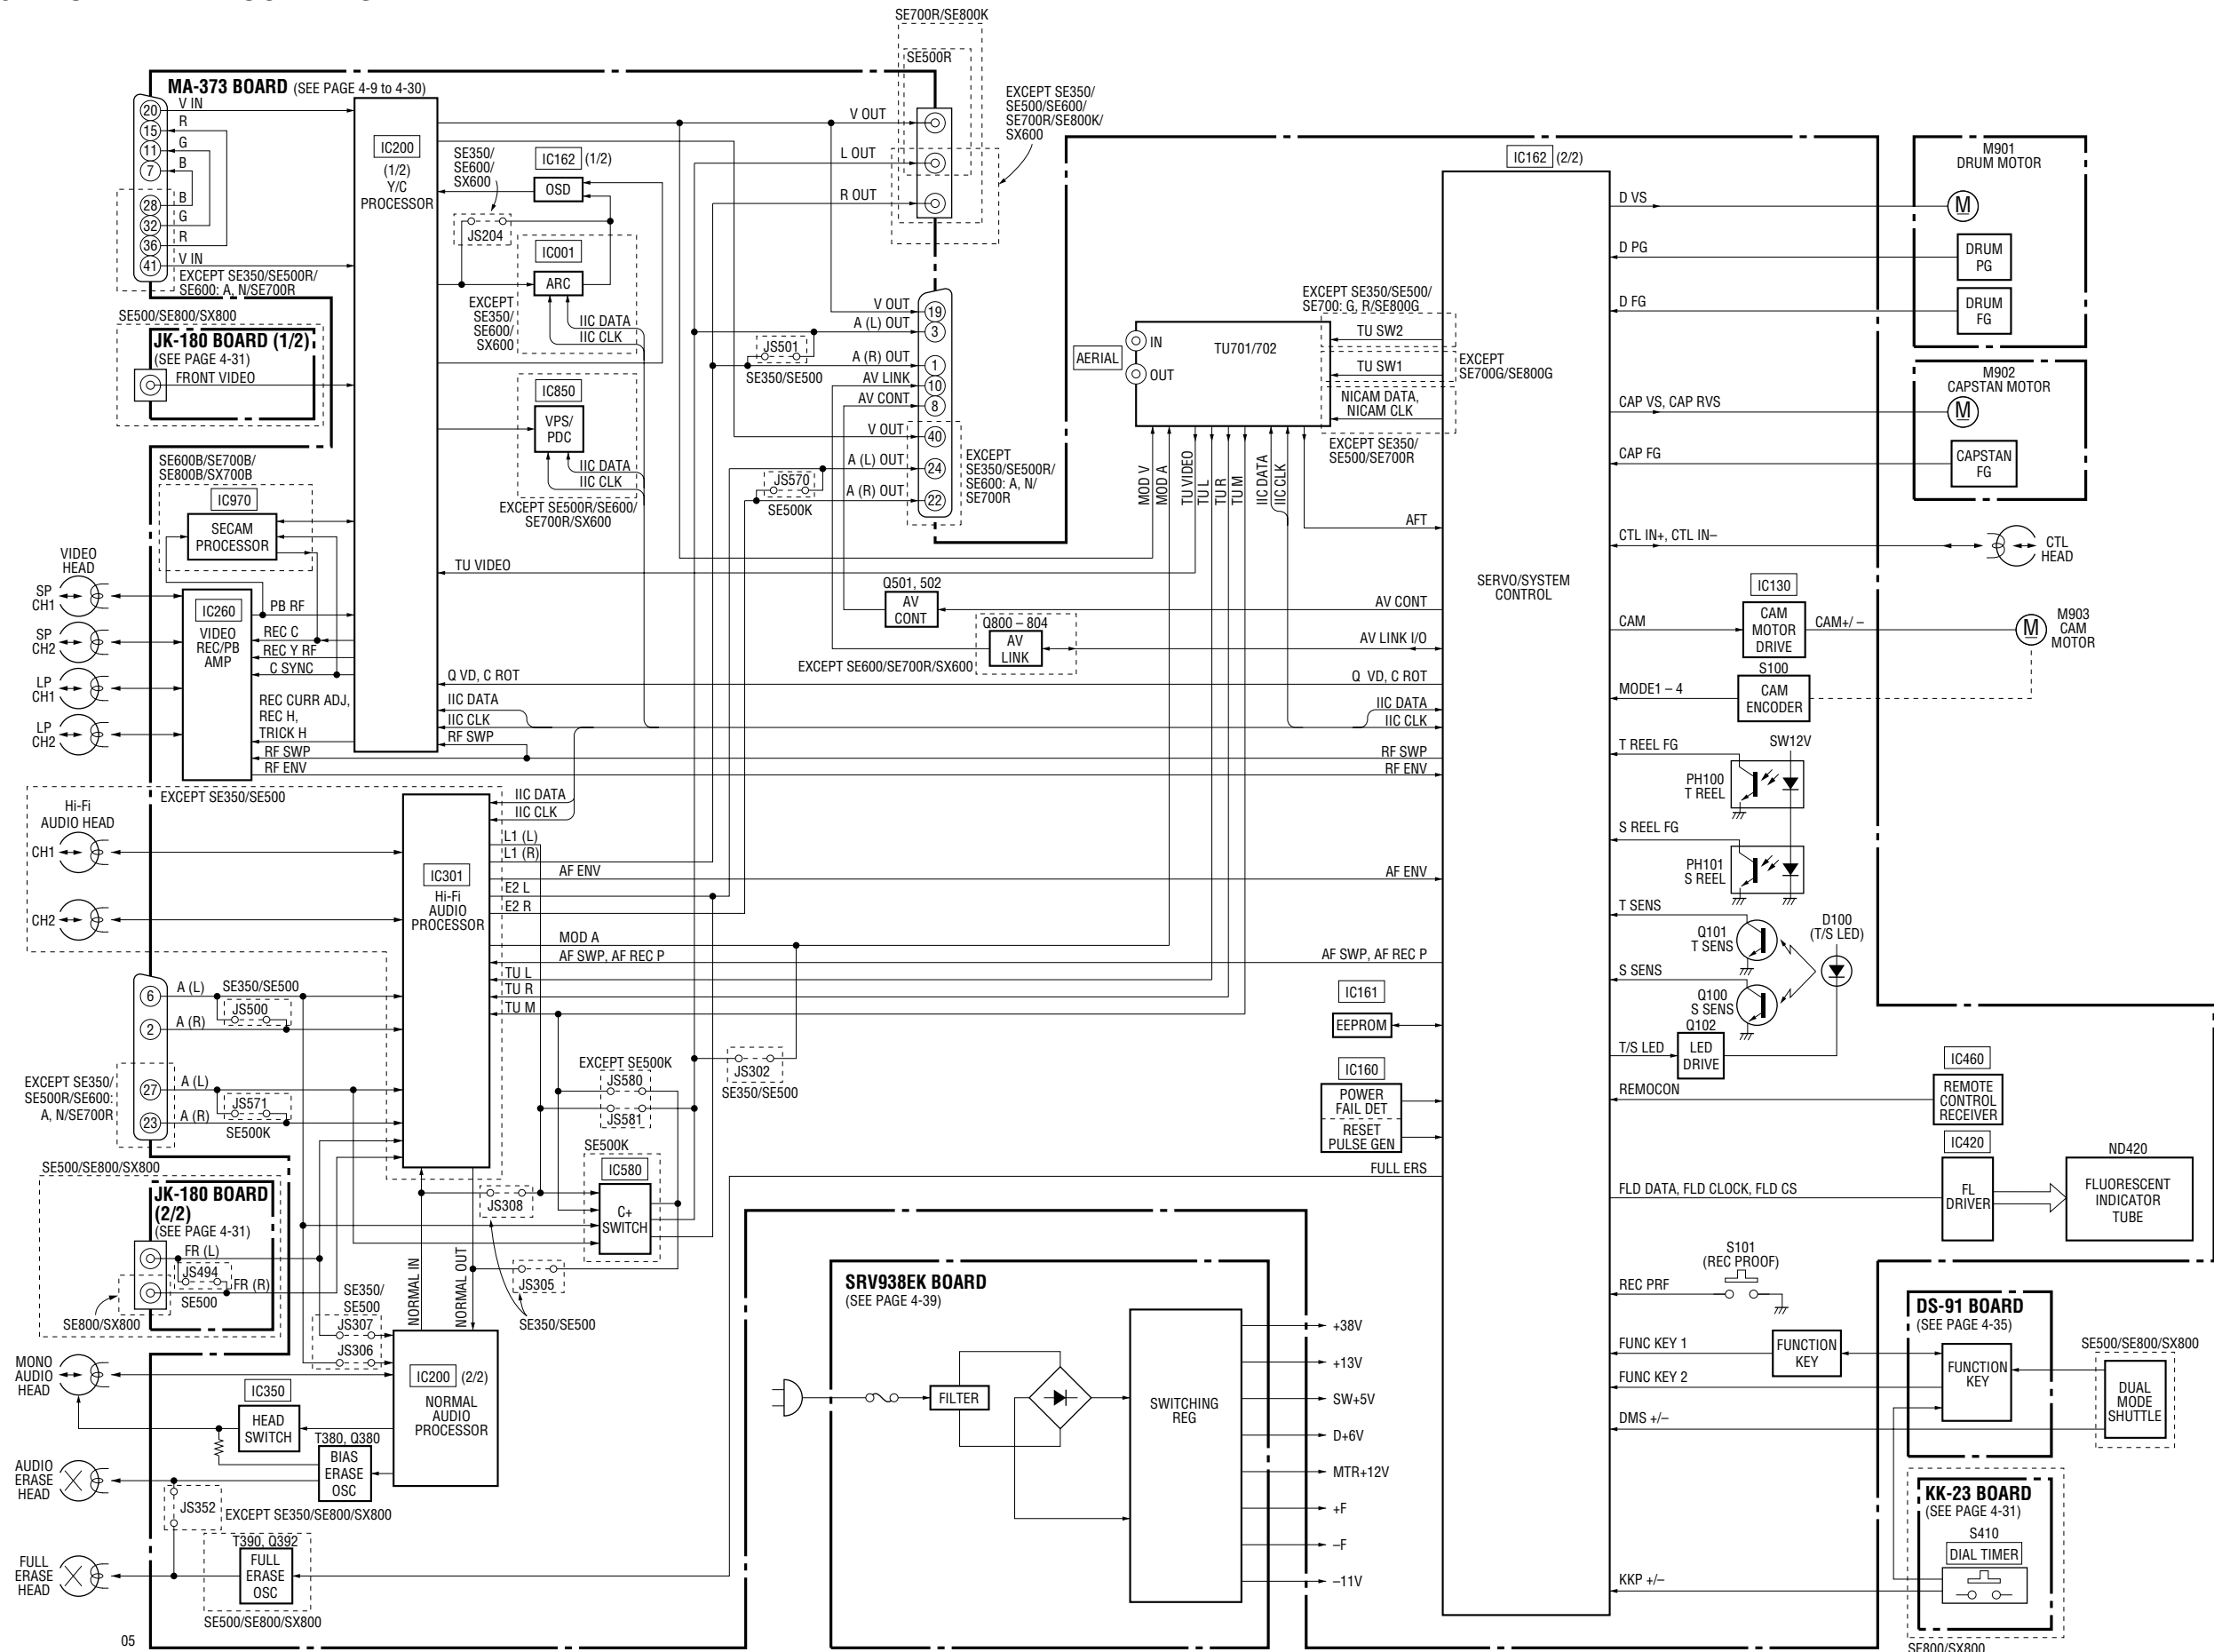 SE700R/SE800K
SE500R
MA-373 BOARD (SEE PAGE 4-9 to 4-30)
20
V IN
15
R
11
G
7
B
28
B
32
G
36
R
41
V IN
EXCEPT SE350/SE500R/
SE600: A, N/SE700R
IC200
(1/2)
Y/C
PROCESSOR
SE350/
SE600/
SX600
JS204
IC162 (1/2)
OSD
IC001
ARC
EXCEPT
SE350/
SE600/
SX600
IIC DATA
IIC CLK
IC850
VPS/
PDC
IIC DATA
IIC CLK
EXCEPT SE500R/SE600/
SE700R/SX600
V OUT
L OUT
R OUT
EXCEPT SE350/
SE500/SE600/
SE700R/SE800K/
SX600
V OUT
19
A (L) OUT
3
JS501
SE350/SE500
A (R) OUT
1
AV LINK
10
AV CONT
8
V OUT
40
A (L) OUT
24
JS570
SE500K
A (R) OUT
22
EXCEPT
SE350/SE500R/
SE600: A, N/
SE700R
SE500/SE800/SX800
JK-180 BOARD (1/2)
(SEE PAGE 4-31)
FRONT VIDEO
SE600B/SE700B/
SE800B/SX700B
IC970
SECAM
PROCESSOR
VIDEO
HEAD
SP
CH1
SP
CH2
LP
CH1
LP
CH2
IC260
VIDEO
REC/PB
AMP
PB RF
REC C
REC Y RF
C SYNC
REC CURR ADJ,
REC H,
TRICK H
RF SWP
RF ENV
TU VIDEO
Q VD, C ROT
IIC DATA
IIC CLK
RF SWP
Q501, 502
AV
CONT
Q800 – 804
AV
LINK
EXCEPT SE600/SE700R/SX600
AERIAL
IN
OUT
TU701/702
MOD V
MOD A
TU VIDEO
TU L
TU R
TU M
IIC DATA
IIC CLK
EXCEPT SE350/SE500/
SE700: G, R/SE800G
TU SW2
TU SW1
EXCEPT
SE700G/SE800G
NICAM DATA,
NICAM CLK
EXCEPT SE350/
SE500/SE700R
AFT
AV CONT
AV LINK I/O
Q VD, C ROT
IIC DATA
IIC CLK
RF SWP
RF ENV
AF ENV
AF SWP, AF REC P
IC161
EEPROM
IC160
POWER
FAIL DET
RESET
PULSE GEN
FULL ERS
IC162 (2/2)
SERVO/SYSTEM
CONTROL
M901
DRUM MOTOR
D VS
M
D PG
DRUM
PG
D FG
DRUM
FG
M902
CAPSTAN MOTOR
CAP VS, CAP RVS
M
CAP FG
CAPSTAN
FG
CTL IN+, CTL IN–
CTL
HEAD
IC130
CAM
CAM
MOTOR
DRIVE
CAM+/ –
M
M903
CAM
MOTOR
S100
MODE1 – 4
CAM
ENCODER
SW12V
T REEL FG
PH100
T REEL
S REEL FG
PH101
S REEL
T SENS
Q101
T SENS
D100
(T/S LED)
S SENS
Q100
S SENS
Q102
T/S LED
LED
DRIVE
IC460
REMOCON
REMOTE
CONTROL
RECEIVER
IC420
ND420
FLD DATA, FLD CLOCK, FLD CS
FL
DRIVER
FLUORESCENT
INDICATOR
TUBE
S101
(REC PROOF)
REC PRF
DS-91 BOARD
(SEE PAGE 4-35)
FUNC KEY 1
FUNCTION
KEY
FUNCTION
KEY
FUNC KEY 2
SE500/SE800/SX800
DUAL
MODE
SHUTTLE
DMS +/–
KK-23 BOARD
(SEE PAGE 4-31)
S410
DIAL TIMER
KKP +/–
SE800/SX800
EXCEPT SE350/SE500
Hi-Fi
AUDIO HEAD
CH1
CH2
IC301
Hi-Fi
AUDIO
PROCESSOR
IIC DATA
IIC CLK
L1 (L)
L1 (R)
AF ENV
E2 L
E2 R
MOD A
AF SWP, AF REC P
TU L
TU R
TU M
6
A (L)
SE350/SE500
JS500
2
A (R)
EXCEPT SE350/
SE500R/SE600:
A, N/SE700R
27
A (L)
JS571
23
A (R)
SE500K
EXCEPT SE500K
JS580
JS581
JS302
SE350/SE500
SE500K
IC580
C+
SWITCH
JS308
JS305
SE350/SE500
NORMAL IN
NORMAL OUT
SE500/SE800/SX800
JK-180 BOARD
(2/2)
(SEE PAGE 4-31)
FR (L)
JS494
FR (R)
SE500
SE800/SX800
SE350/
SE500
JS307
JS306
MONO
AUDIO
HEAD
IC350
HEAD
SWITCH
IC200 (2/2)
NORMAL
AUDIO
PROCESSOR
T380, Q380
BIAS
ERASE
OSC
AUDIO
ERASE
HEAD
JS352
EXCEPT SE350/SE800/SX800
T390, Q392
FULL
ERASE
OSC
FULL
ERASE
HEAD
SE500/SE800/SX800
SRV938EK BOARD
(SEE PAGE 4-39)
FILTER
SWITCHING
REG
+38V
+13V
SW+5V
D+6V
MTR+12V
+F
–F
–11V
05